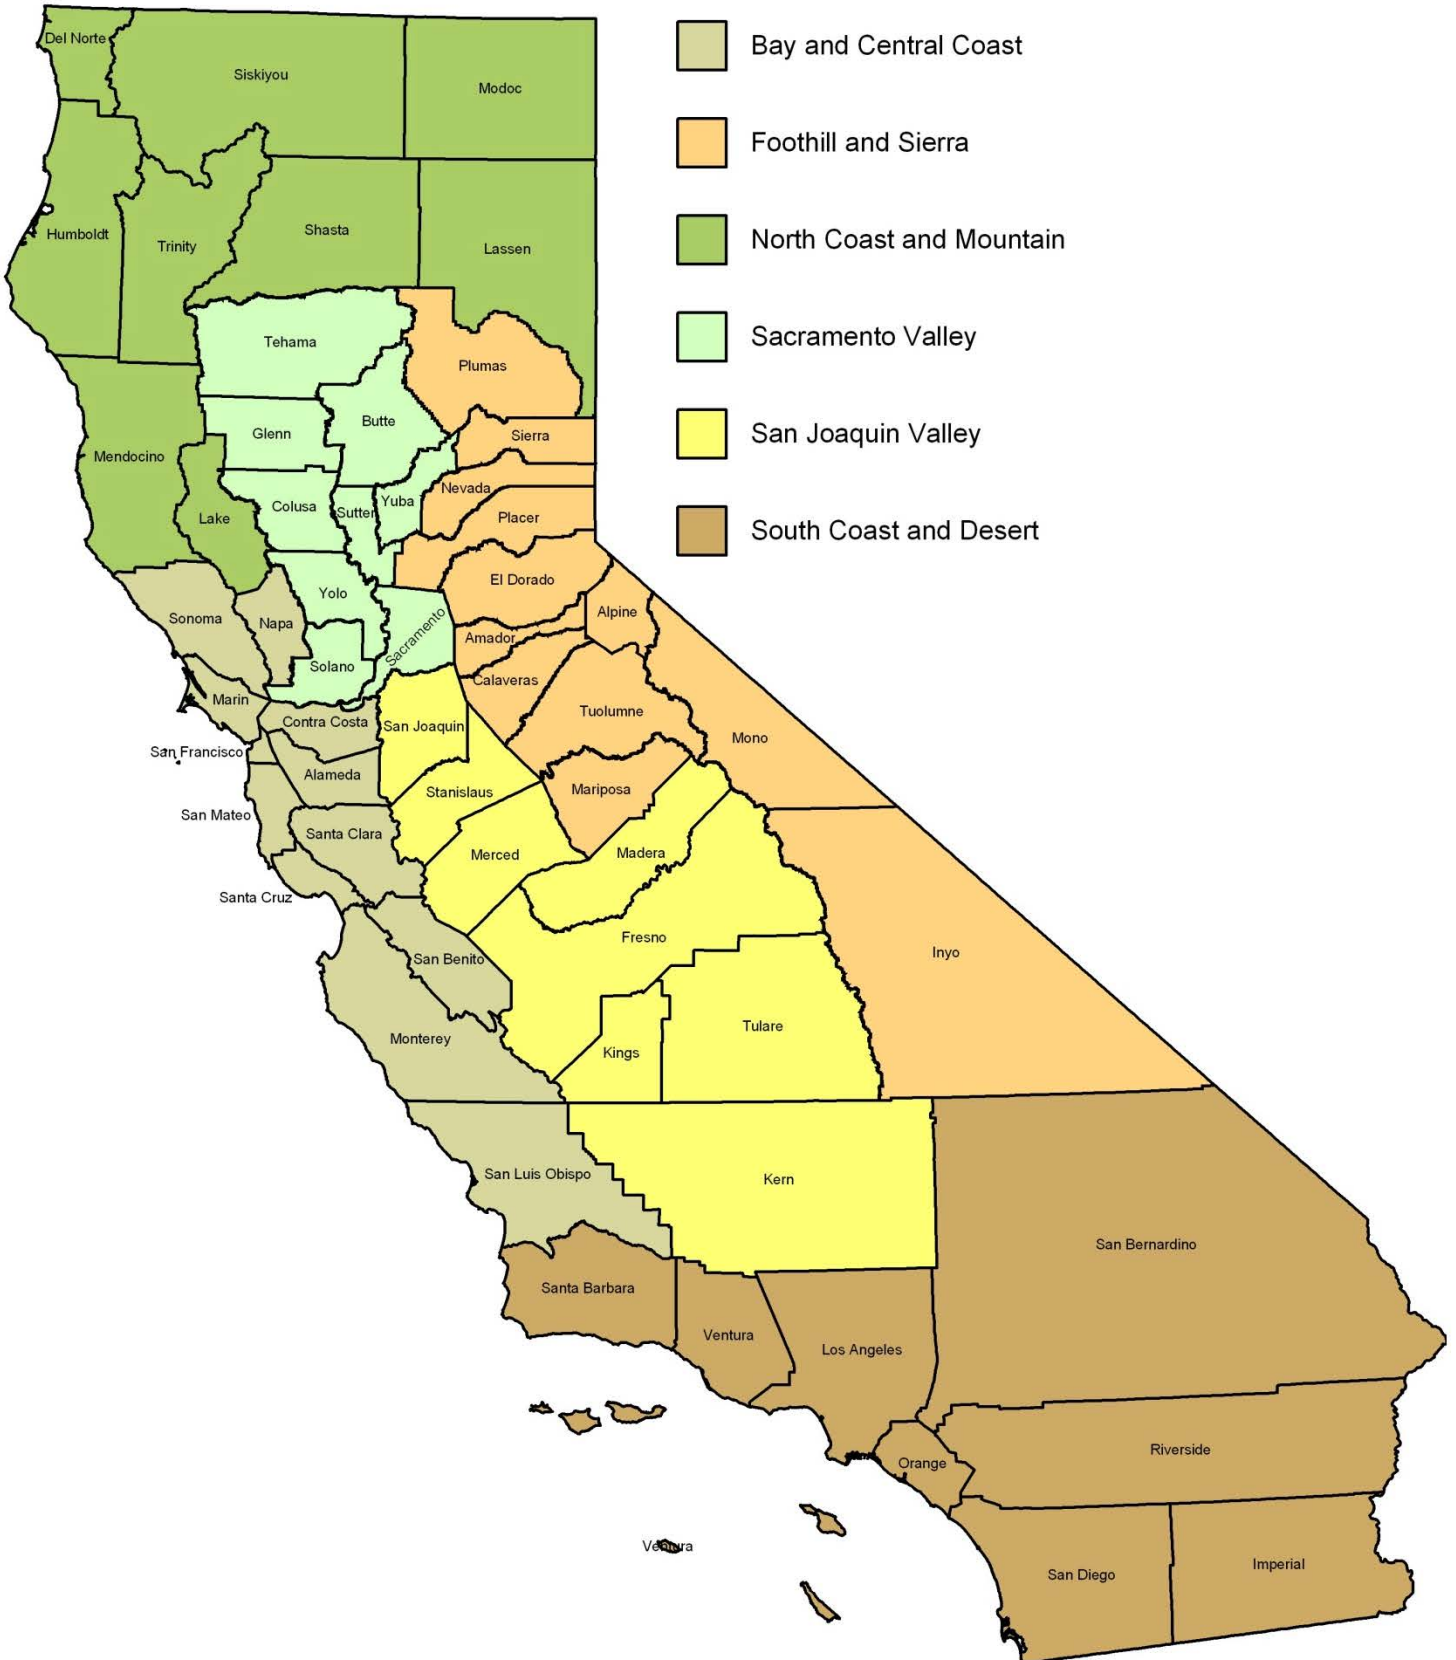 Bay and Central Coast
Foothill and Sierra
North Coast and Mountain
Sacramento Valley
San Joaquin Valley
South Coast and Desert
Del Norte
Siskiyou
Modoc
Humboldt
Trinity
Shasta
Lassen
Tehama
Plumas
Butte
Glenn
Sierra
Mendocino
Nevada
Colusa
Sutter
Yuba
Lake
Placer
El Dorado
Yolo
Alpine
Sonoma
Napa
Sacramento
Amador
Solano
Calaveras
Marin
Tuolumne
Contra Costa
San Joaquin
Mono
San Francisco
Alameda
Stanislaus
Mariposa
San Mateo
Santa Clara
Merced
Madera
Santa Cruz
Fresno
Inyo
San Benito
Tulare
Monterey
Kings
San Luis Obispo
Kern
San Bernardino
Santa Barbara
Ventura
Los Angeles
Riverside
Orange
Ventura
San Diego
Imperial